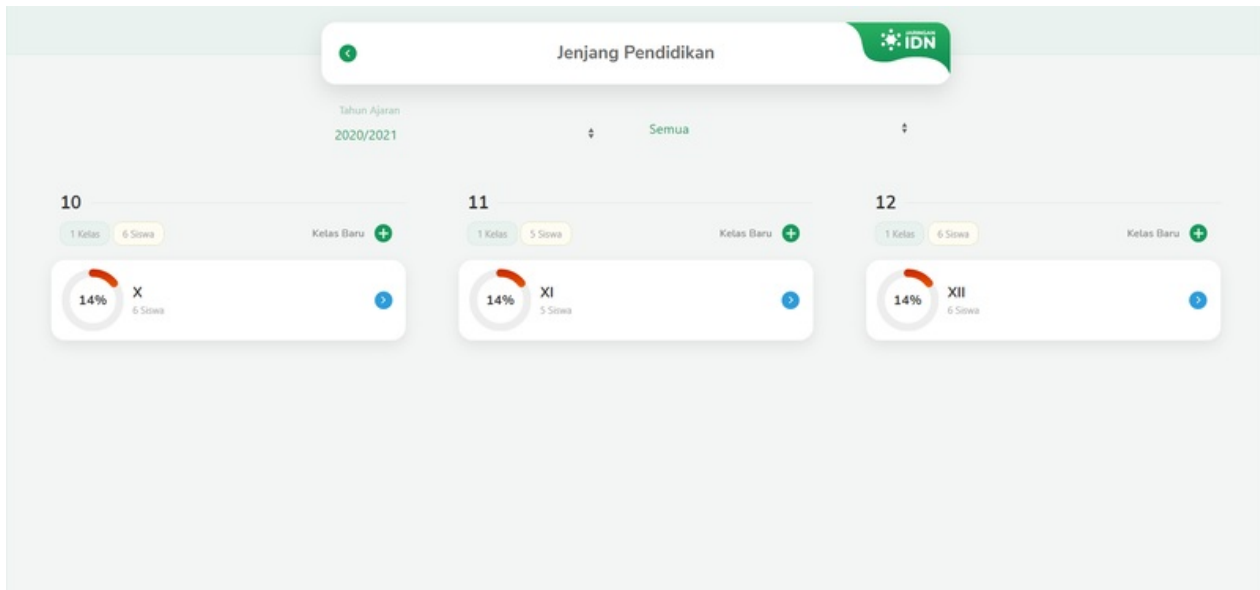 Jenjang Pendidikan
JARINGAN
IDN
Tahun Ajaran
2020/2021
Semua
10
1 Kelas
6 Siswa
Kelas Baru
14%
X
6 Siswa
11
1 Kelas
5 Siswa
Kelas Baru
14%
XI
5 Siswa
12
1 Kelas
6 Siswa
Kelas Baru
14%
XII
6 Siswa